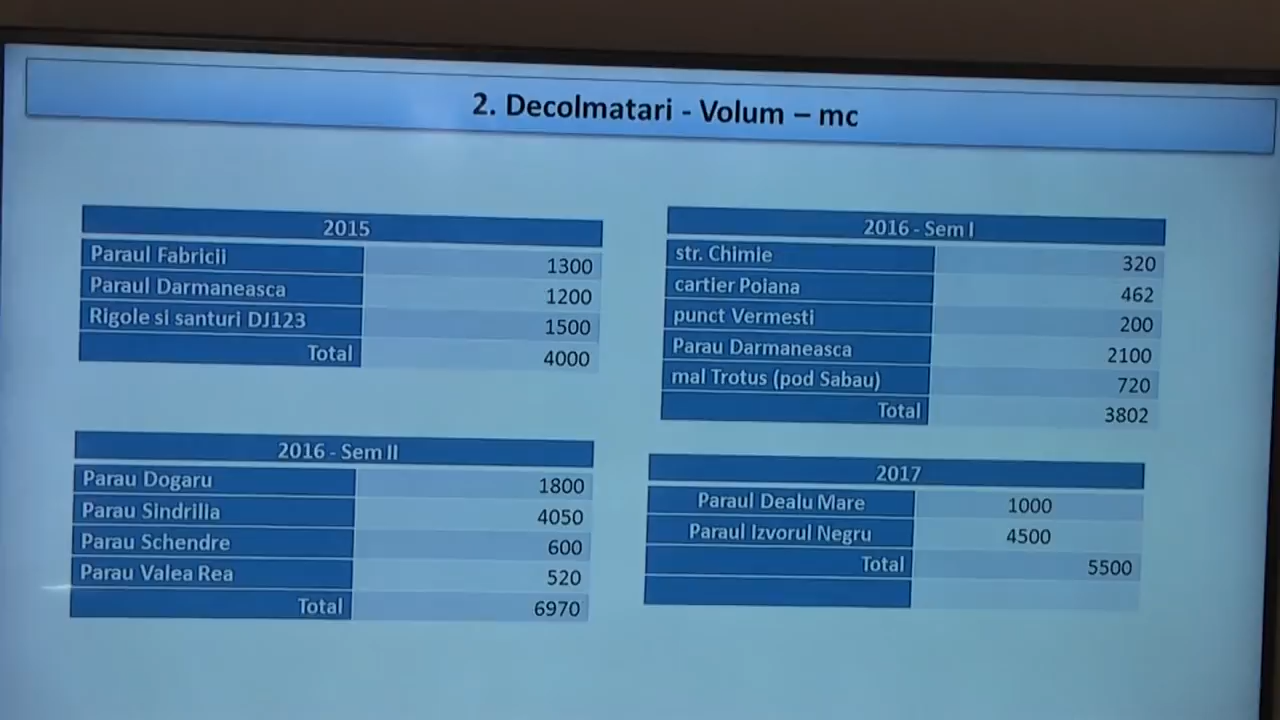 2. Decolmatari - Volum – mc
2015
Paraul Fabricii 1300
Paraul Darmaneasca 1200
Rigole si santuri DJ123 1500
Total 4000
2016 - Sem I
str. Chimie 320
cartier Poiana 462
punct Vermesti 200
Parau Darmaneasca 2100
mal Trotus (pod Sabau) 720
Total 3802
2016 - Sem II
Parau Dogaru 1800
Parau Sindrilia 4050
Parau Schendre 600
Parau Valea Rea 520
Total 6970
2017
Paraul Dealu Mare 1000
Paraul Izvorul Negru 4500
Total 5500